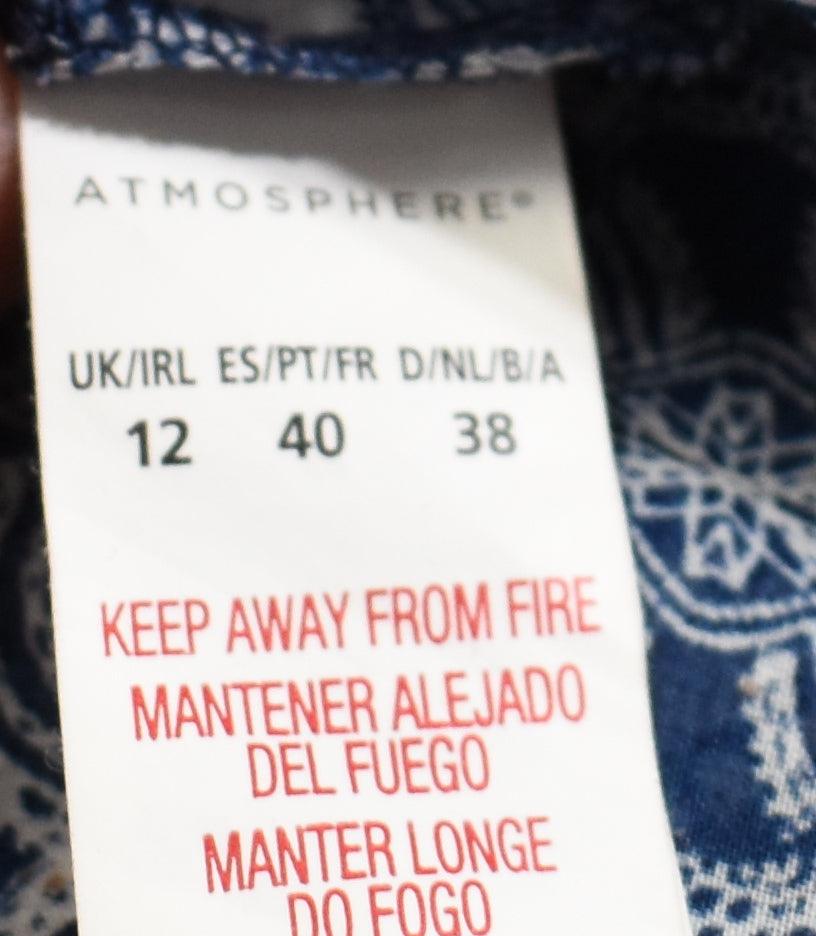 ATMOSPHERE®
UK/IRL ES/PT/FR D/NL/B/A
12 40 38
KEEP AWAY FROM FIRE
MANTENER ALEJADO
DEL FUEGO
MANTER LONGE
DO FOGO